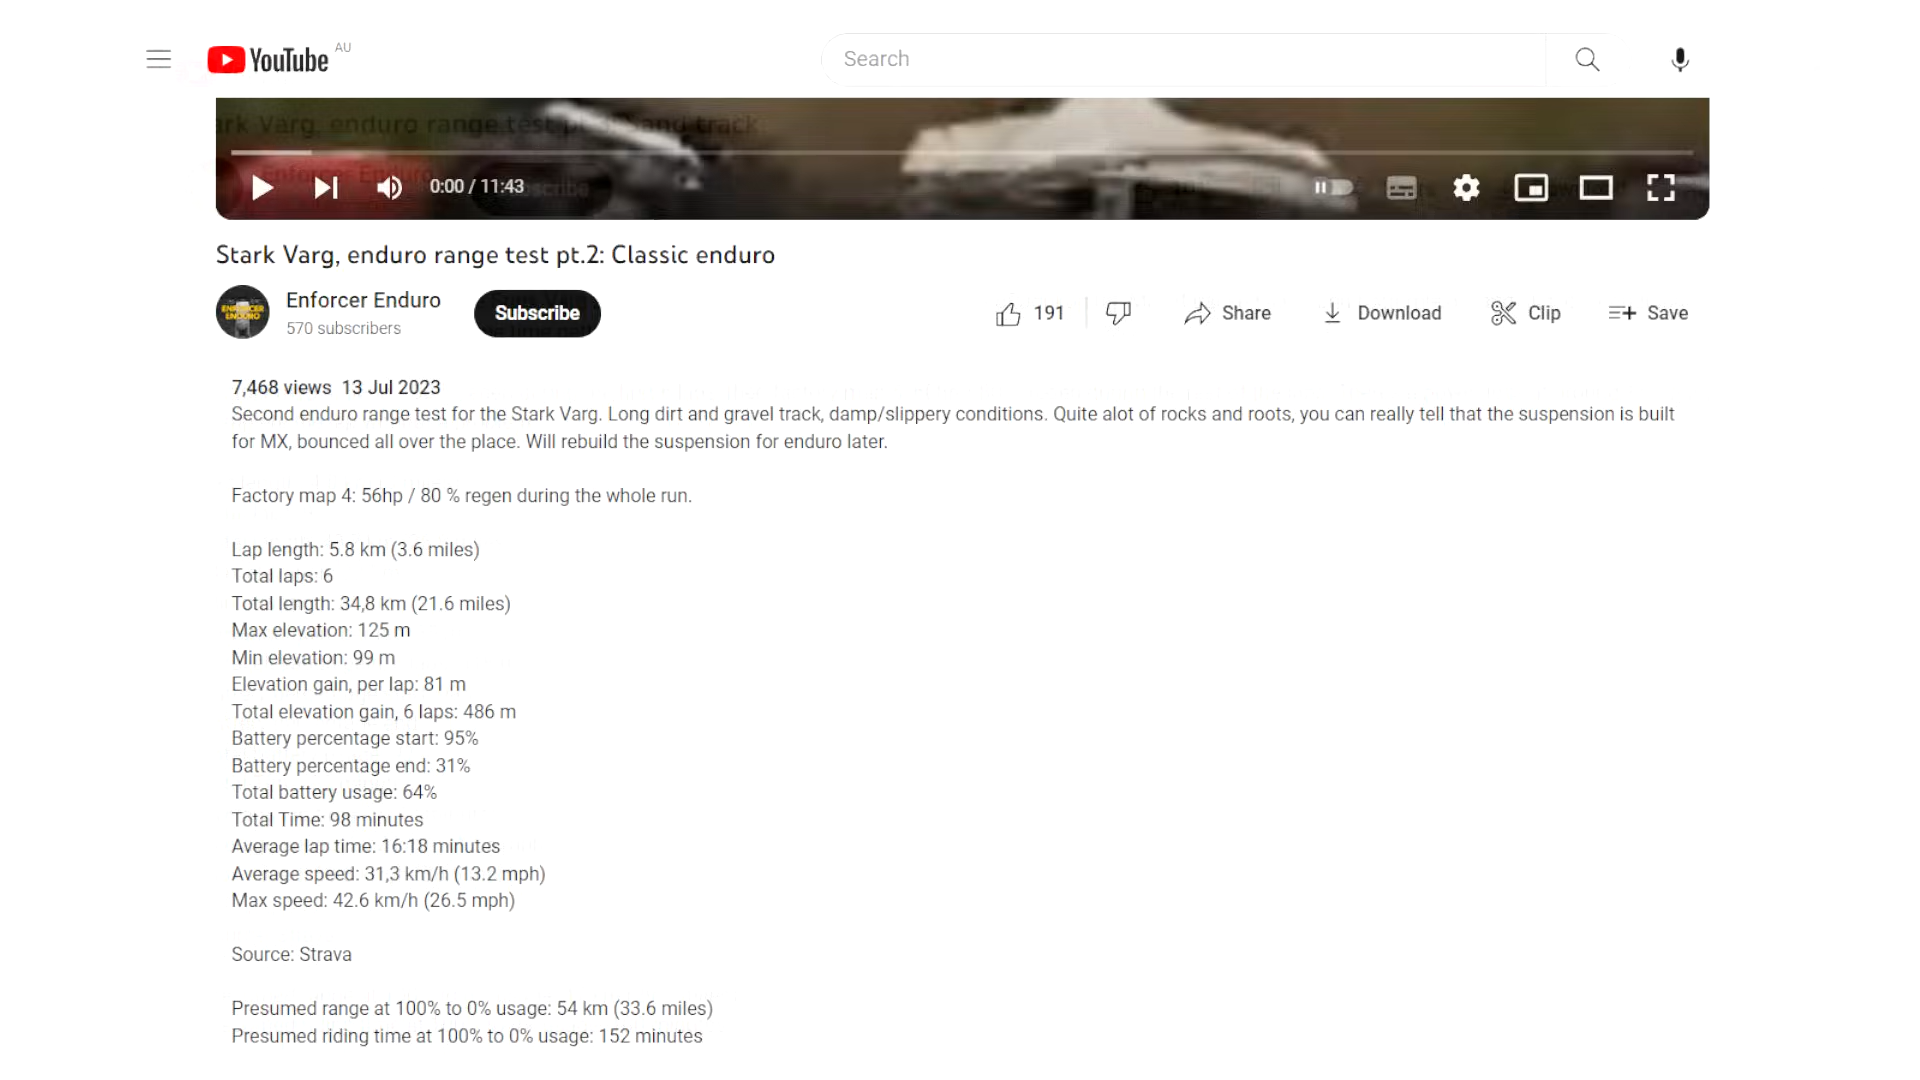 YouTube AU
Search
0:00 / 11:43
Stark Varg, enduro range test pt.2: Classic enduro
Enforcer Enduro
570 subscribers
Subscribe
191
Share
Download
Clip
Save
7,468 views 13 Jul 2023
Second enduro range test for the Stark Varg. Long dirt and gravel track, damp/slippery conditions. Quite alot of rocks and roots, you can really tell that the suspension is built
for MX, bounced all over the place. Will rebuild the suspension for enduro later.
Factory map 4: 56hp / 80 % regen during the whole run.
Lap length: 5.8 km (3.6 miles)
Total laps: 6
Total length: 34,8 km (21.6 miles)
Max elevation: 125 m
Min elevation: 99 m
Elevation gain, per lap: 81 m
Total elevation gain, 6 laps: 486 m
Battery percentage start: 95%
Battery percentage end: 31%
Total battery usage: 64%
Total Time: 98 minutes
Average lap time: 16:18 minutes
Average speed: 31,3 km/h (13.2 mph)
Max speed: 42.6 km/h (26.5 mph)
Source: Strava
Presumed range at 100% to 0% usage: 54 km (33.6 miles)
Presumed riding time at 100% to 0% usage: 152 minutes